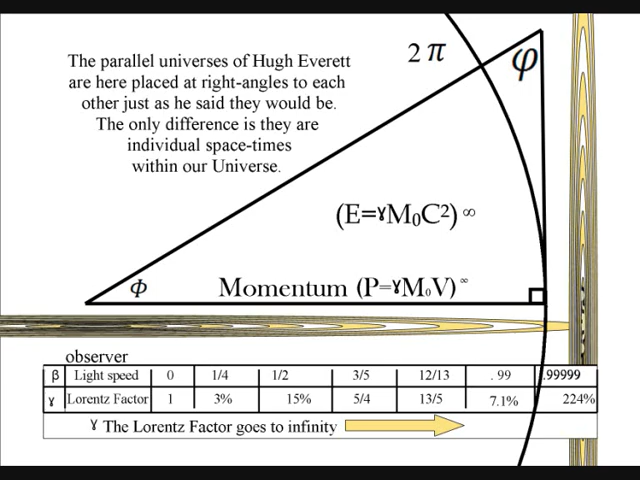 The parallel universes of Hugh Everett
are here placed at right-angles to each
other just as he said they would be.
The only difference is they are
individual space-times
within our Universe.
2 π
φ
(E=ɤM₀C²) ∞
Φ
Momentum (P=ɤM₀V) ∞
observer
β Light speed 0 1/4 1/2 3/5 12/13 . 99 .99999
ɤ Lorentz Factor 1 3% 15% 5/4 13/5 7.1% 224%
ɤ The Lorentz Factor goes to infinity